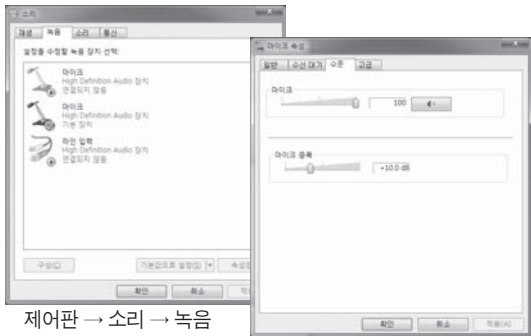 소리
재생 녹음 소리 통신
설정을 수정할 녹음 장치 선택:
마이크
High Definition Audio 장치
연결되지 않음
마이크
High Definition Audio 장치
기본 장치
라인 입력
High Definition Audio 장치
연결되지 않음
구성(C) 기본값으로 설정(S)
확인 취소
제어판 → 소리 → 녹음
마이크 속성
일반 수신 대기 수준 고급
마이크
100
마이크 증폭
+10.0 dB
확인 취소 적용(A)